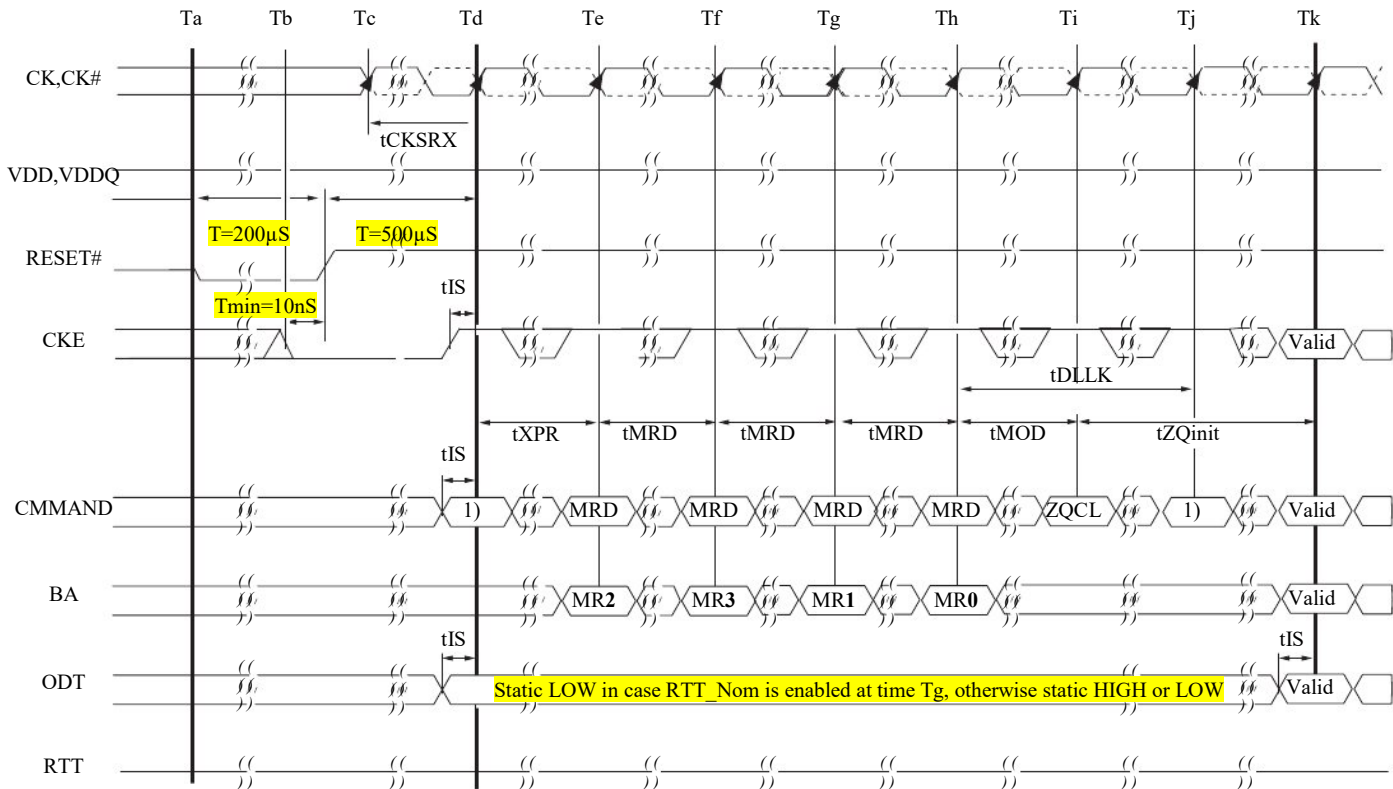 Ta Tb Tc Td Te Tf Tg Th Ti Tj Tk
CK,CK#
tCKSRX
VDD,VDDQ
T=200µS T=500µS
RESET#
Tmin=10nS tIS
CKE Valid
tDLLK
tXPR tMRD tMRD tMRD tMOD tZQinit
tIS
CMMAND 1) MRD MRD MRD MRD ZQCL 1) Valid
BA MR2 MR3 MR1 MR0 Valid
tIS tIS
ODT Static LOW in case RTT_Nom is enabled at time Tg, otherwise static HIGH or LOW Valid
RTT